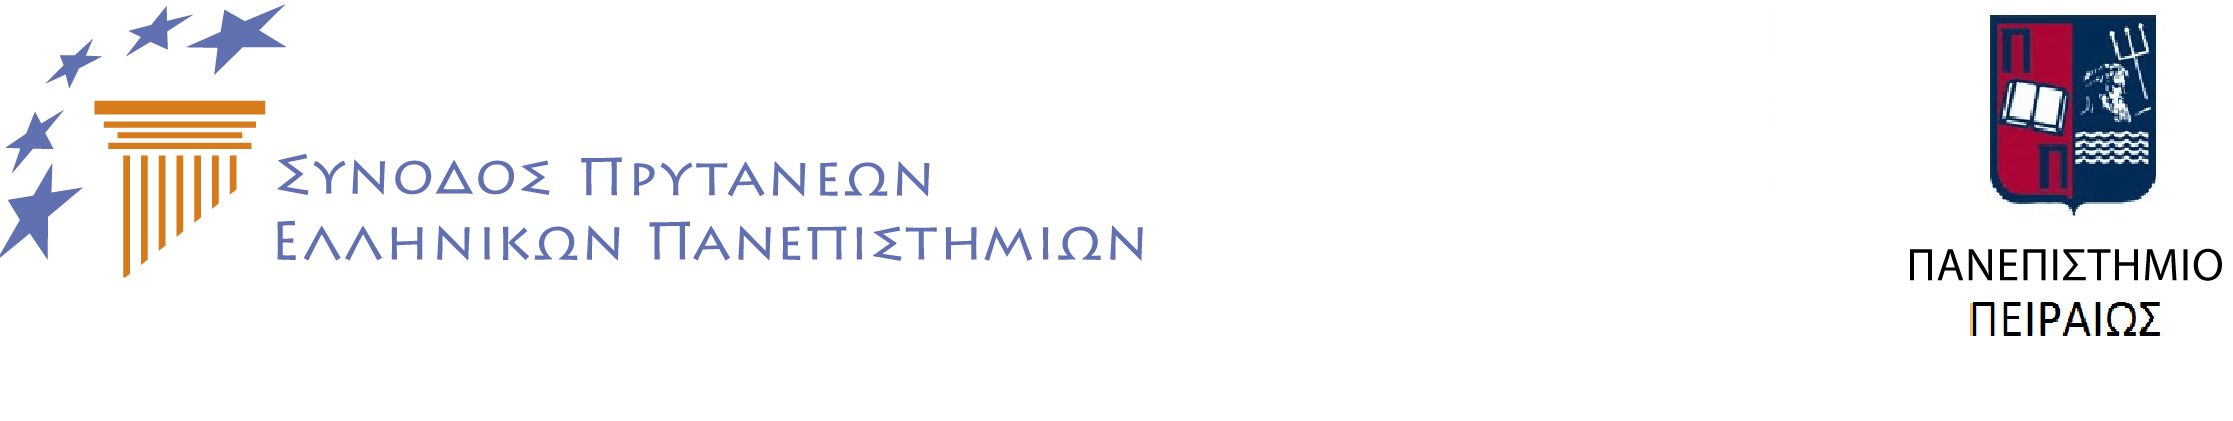 ΣΥΝΟΔΟΣ ΠΡΥΤΑΝΕΩΝ
ΕΛΛΗΝΙΚΩΝ ΠΑΝΕΠΙΣΤΗΜΙΩΝ
Π
Π
ΠΑΝΕΠΙΣΤΗΜΙΟ
ΠΕΙΡΑΙΩΣ